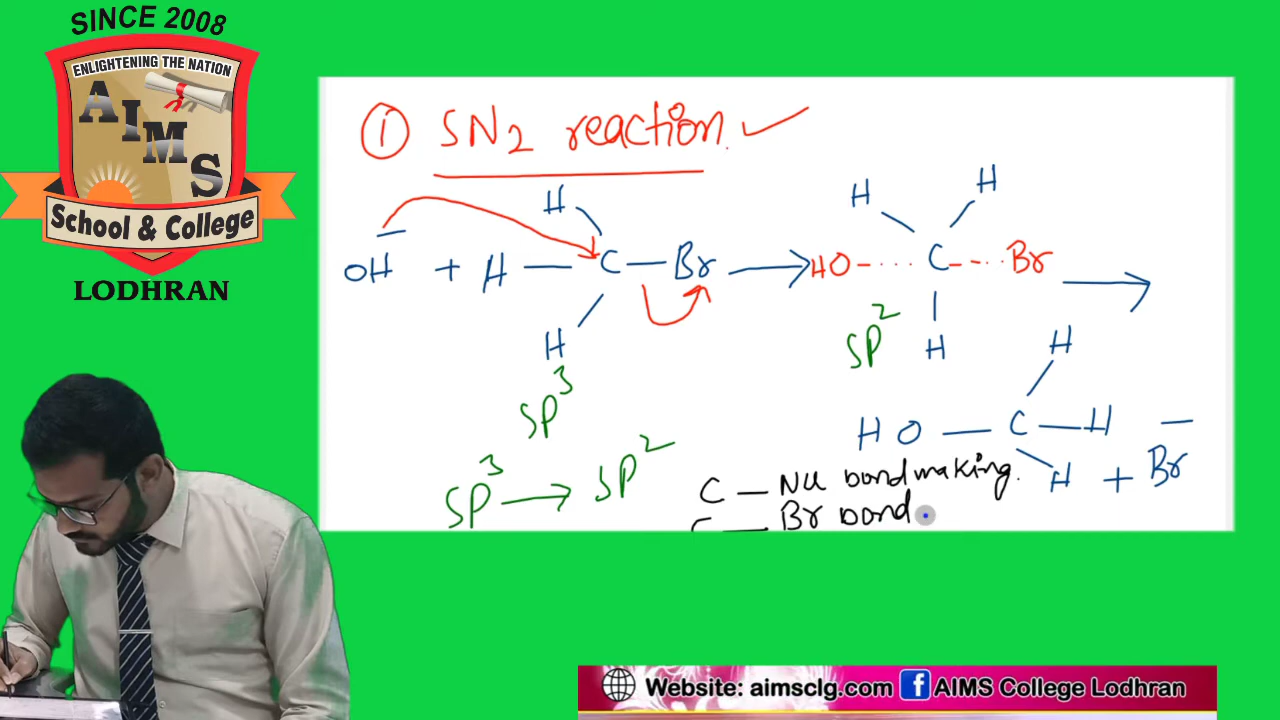 SINCE 2008
ENLIGHTENING THE NATION
AIMS
School & College
LODHRAN
① SN2 reaction. ✓
H
H H
OH⁻ + H — C — Br → HO---C---Br →
H
SP² H
H
SP³
HO — C — H
SP³ → SP²
C — Nu bond making. H + Br⁻
C — Br bond
Website: aimsclg.com f AIMS College Lodhran